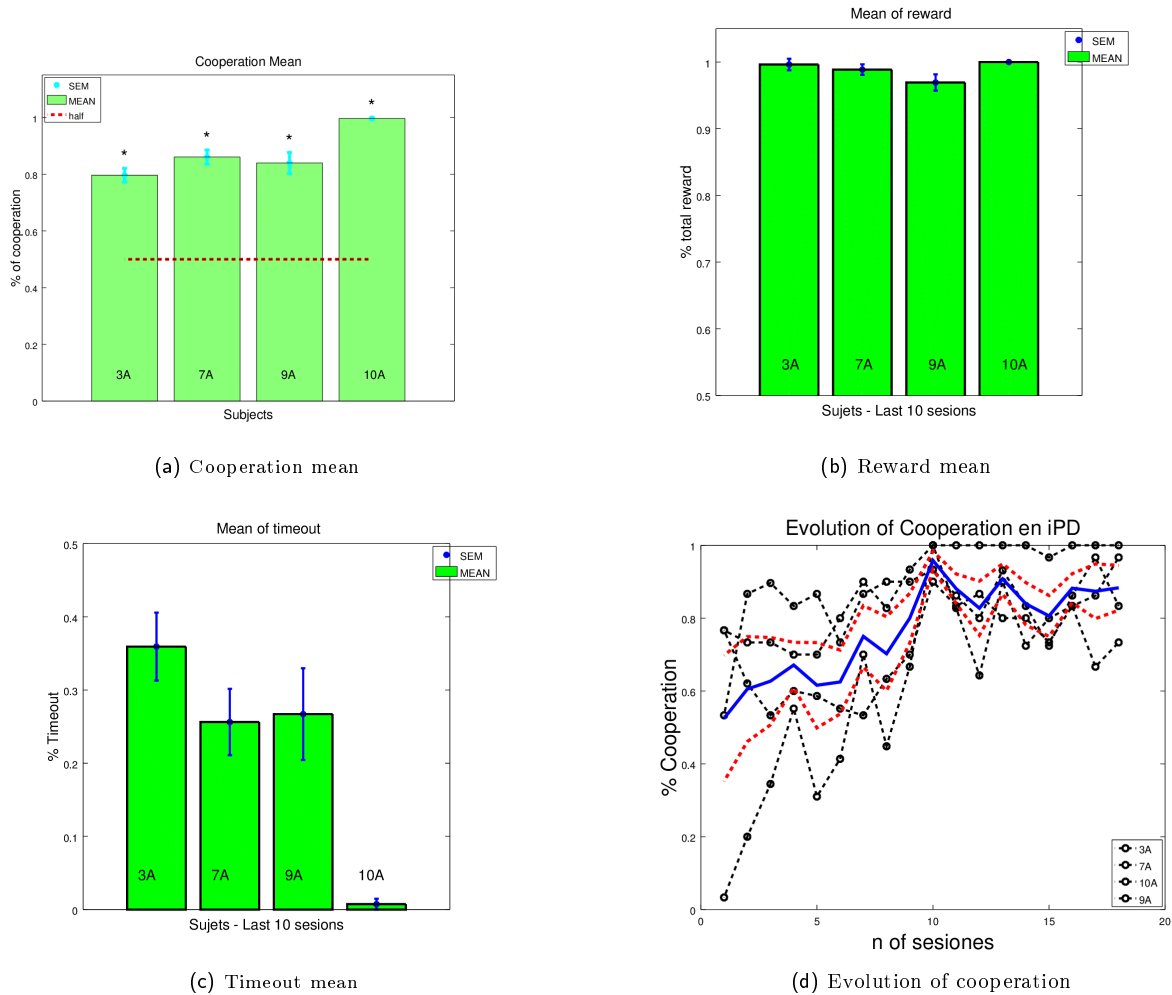 Cooperation Mean
SEM
MEAN
half
*
*
*
*
1
0.8
0.6
0.4
0.2
0
% of cooperation
3A
7A
9A
10A
Subjects
(a) Cooperation mean
Mean of reward
SEM
MEAN
1
0.9
0.8
0.7
0.6
0.5
% total reward
3A
7A
9A
10A
Sujets - Last 10 sesions
(b) Reward mean
Mean of timeout
SEM
MEAN
0.5
0.4
0.3
0.2
0.1
0
% Timeout
3A
7A
9A
10A
Sujets - Last 10 sesions
(c) Timeout mean
Evolution of Cooperation en iPD
1
0.8
0.6
0.4
0.2
0
% Cooperation
3A
7A
10A
9A
0
5
10
15
20
n of sesiones
(d) Evolution of cooperation